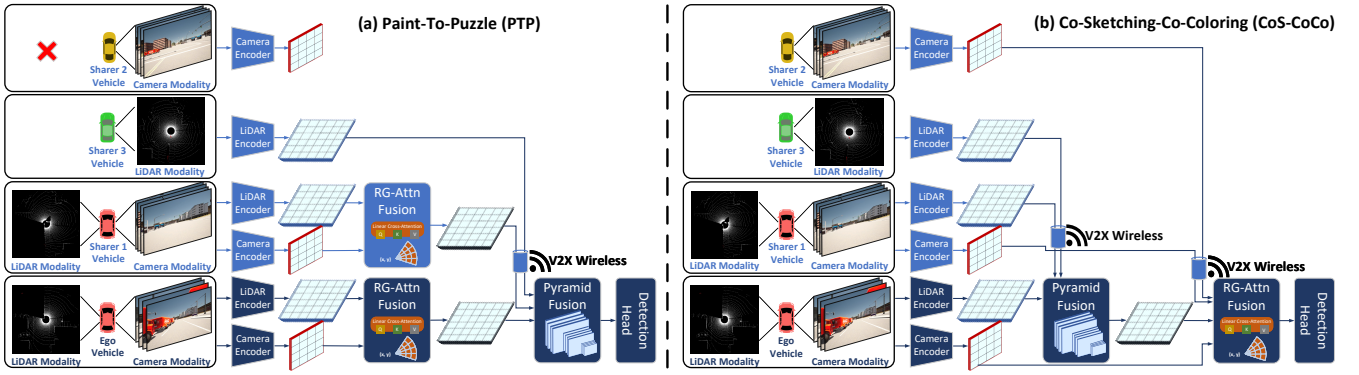 (a) Paint-To-Puzzle (PTP)
Sharer 2
Vehicle
Camera Modality
Camera
Encoder
Sharer 3
Vehicle
LiDAR Modality
LiDAR
Encoder
LiDAR Modality
Sharer 1
Vehicle
Camera Modality
LiDAR
Encoder
Camera
Encoder
RG-Attn
Fusion
Linear Cross-Attention
Q K V
(x, y)
V2X Wireless
LiDAR Modality
Ego
Vehicle
Camera Modality
LiDAR
Encoder
Camera
Encoder
RG-Attn
Fusion
Linear Cross-Attention
Q K V
(x, y)
Pyramid
Fusion
Detection
Head
(b) Co-Sketching-Co-Coloring (CoS-CoCo)
Sharer 2
Vehicle
Camera Modality
Camera
Encoder
Sharer 3
Vehicle
LiDAR Modality
LiDAR
Encoder
LiDAR Modality
Sharer 1
Vehicle
Camera Modality
LiDAR
Encoder
Camera
Encoder
V2X Wireless
V2X Wireless
LiDAR Modality
Ego
Vehicle
Camera Modality
LiDAR
Encoder
Camera
Encoder
Pyramid
Fusion
RG-Attn
Fusion
Linear Cross-Attention
Q K V
(x, y)
Detection
Head